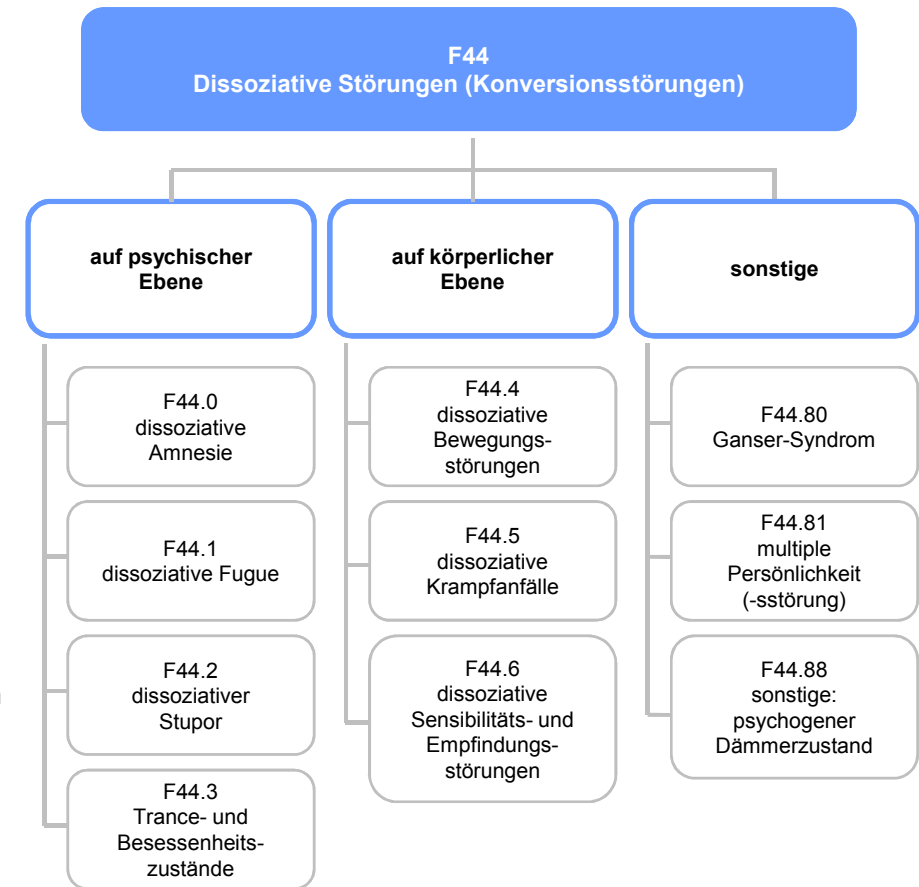 F44
Dissoziative Störungen (Konversionsstörungen)
auf psychischer
Ebene
auf körperlicher
Ebene
sonstige
F44.0
dissoziative
Amnesie
F44.1
dissoziative Fugue
F44.2
dissoziativer
Stupor
F44.3
Trance- und
Besessenheits-
zustände
F44.4
dissoziative
Bewegungs-
störungen
F44.5
dissoziative
Krampfanfälle
F44.6
dissoziative
Sensibilitäts- und
Empfindungs-
störungen
F44.80
Ganser-Syndrom
F44.81
multiple
Persönlichkeit
(-sstörung)
F44.88
sonstige:
psychogener
Dämmerzustand